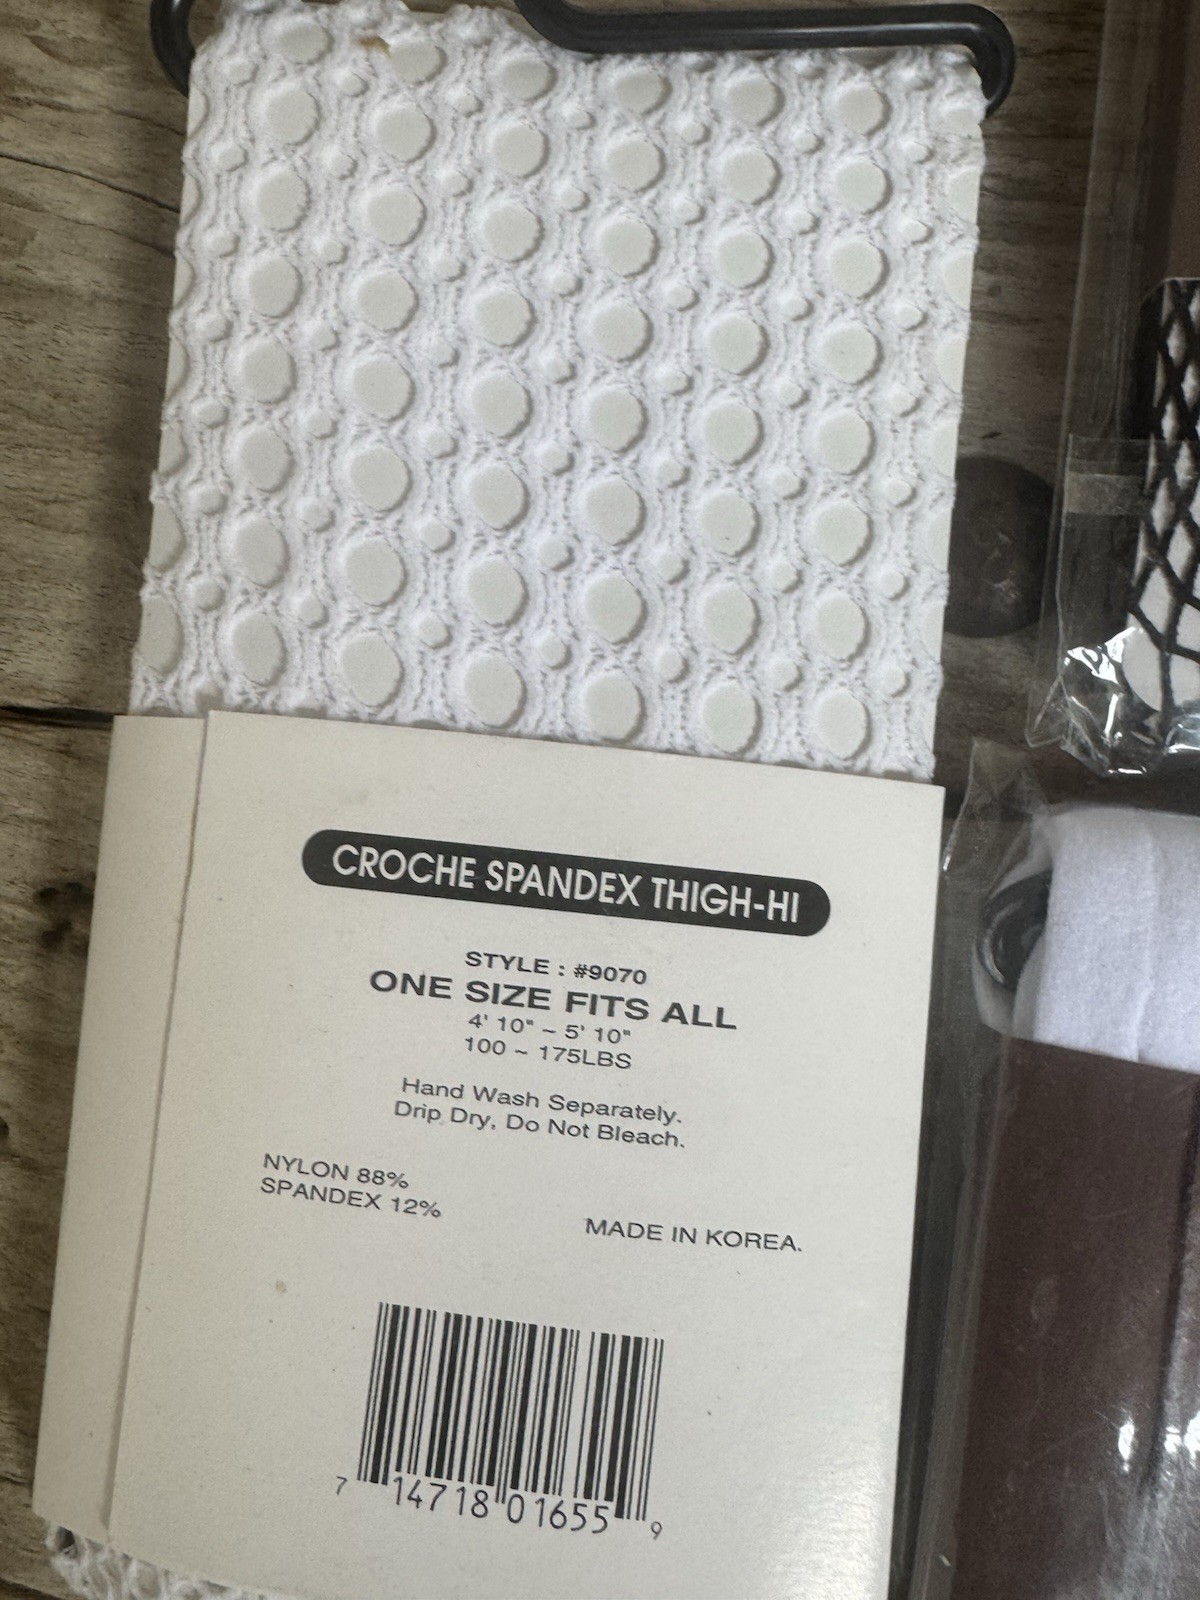 CROCHE SPANDEX THIGH-HI
STYLE : #9070
ONE SIZE FITS ALL
4' 10" ~ 5' 10"
100 ~ 175LBS
Hand Wash Separately.
Drip Dry, Do Not Bleach.
NYLON 88%
SPANDEX 12%
MADE IN KOREA.
7 14718 01655 9